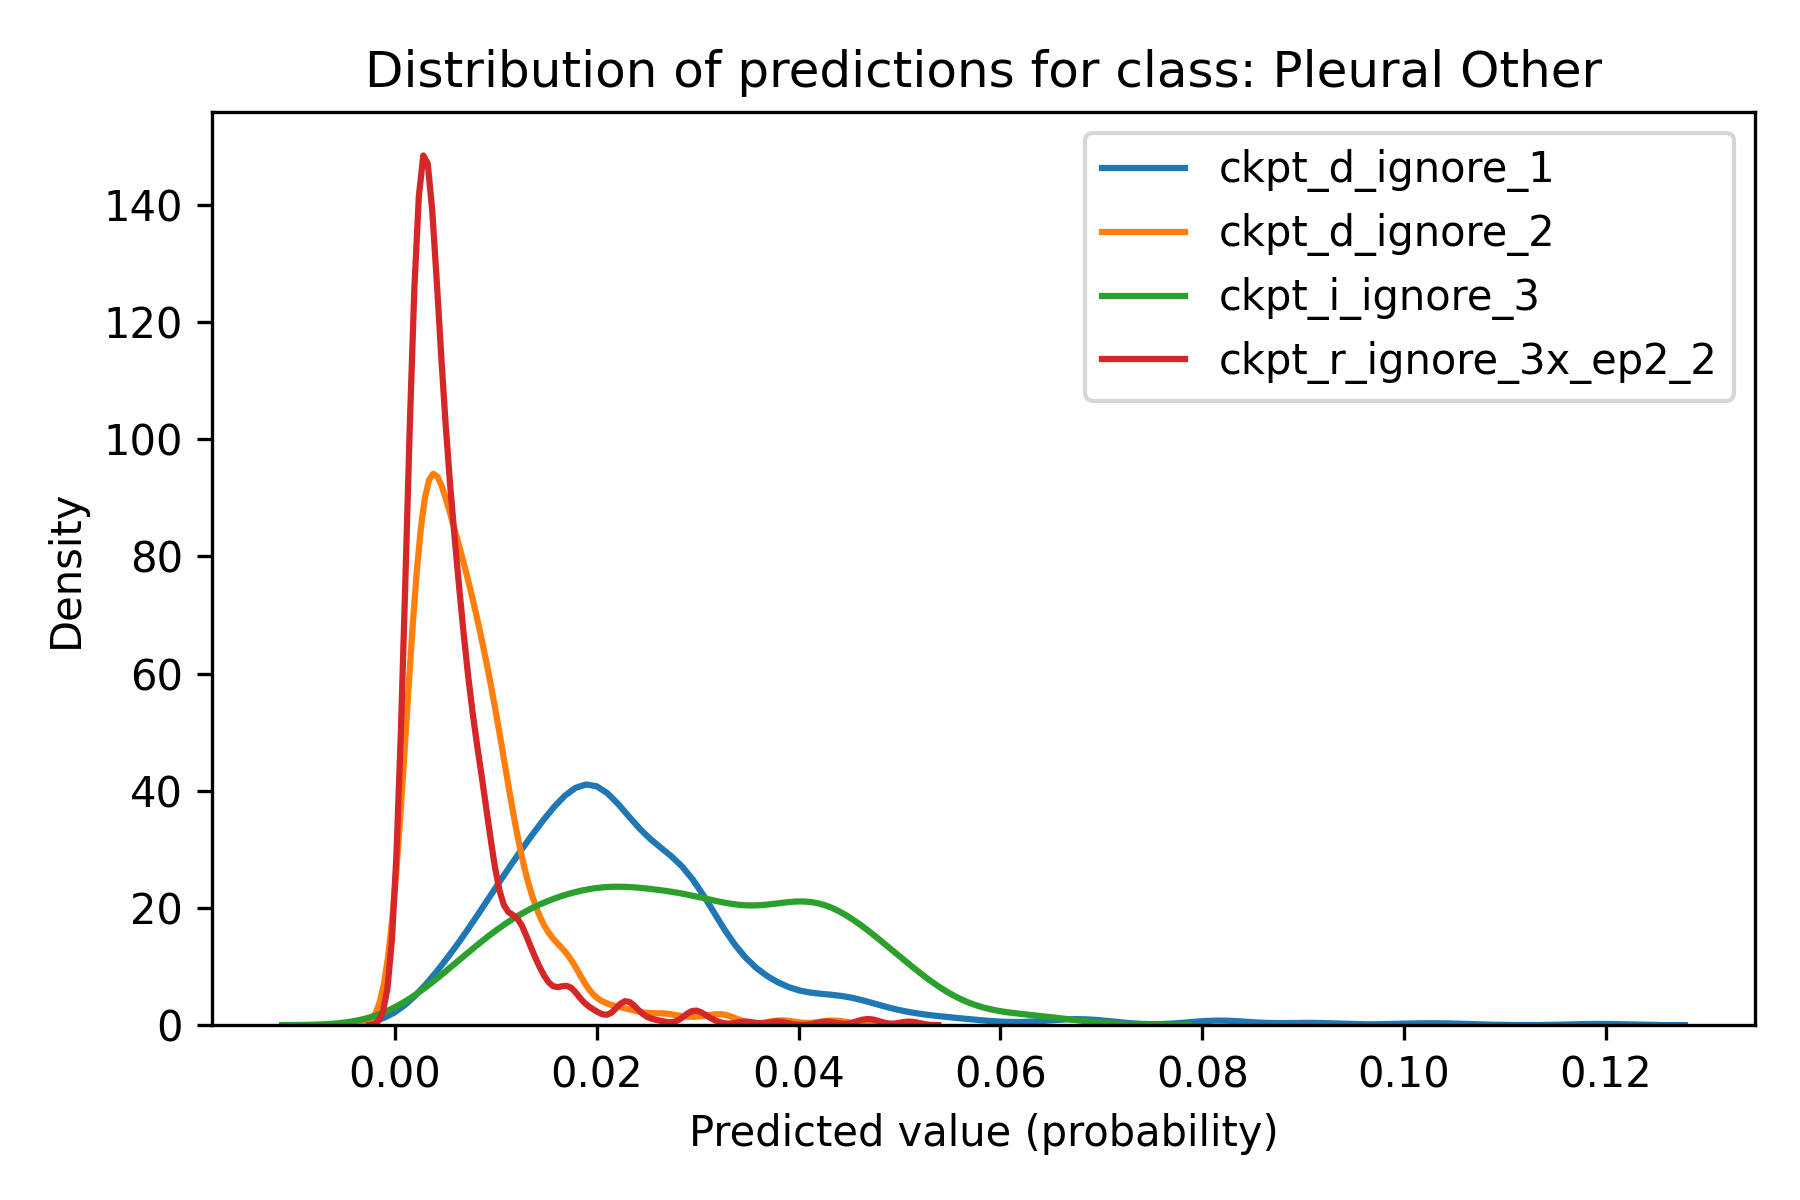 Distribution of predictions for class: Pleural Other
ckpt_d_ignore_1
ckpt_d_ignore_2
ckpt_i_ignore_3
ckpt_r_ignore_3x_ep2_2
Density
140
120
100
80
60
40
20
0
0.00 0.02 0.04 0.06 0.08 0.10 0.12
Predicted value (probability)